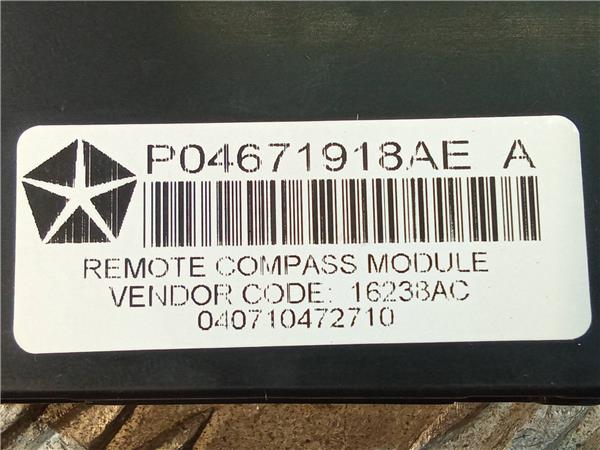 P04671918AE A
REMOTE COMPASS MODULE
VENDOR CODE: 16238AC
040710472710